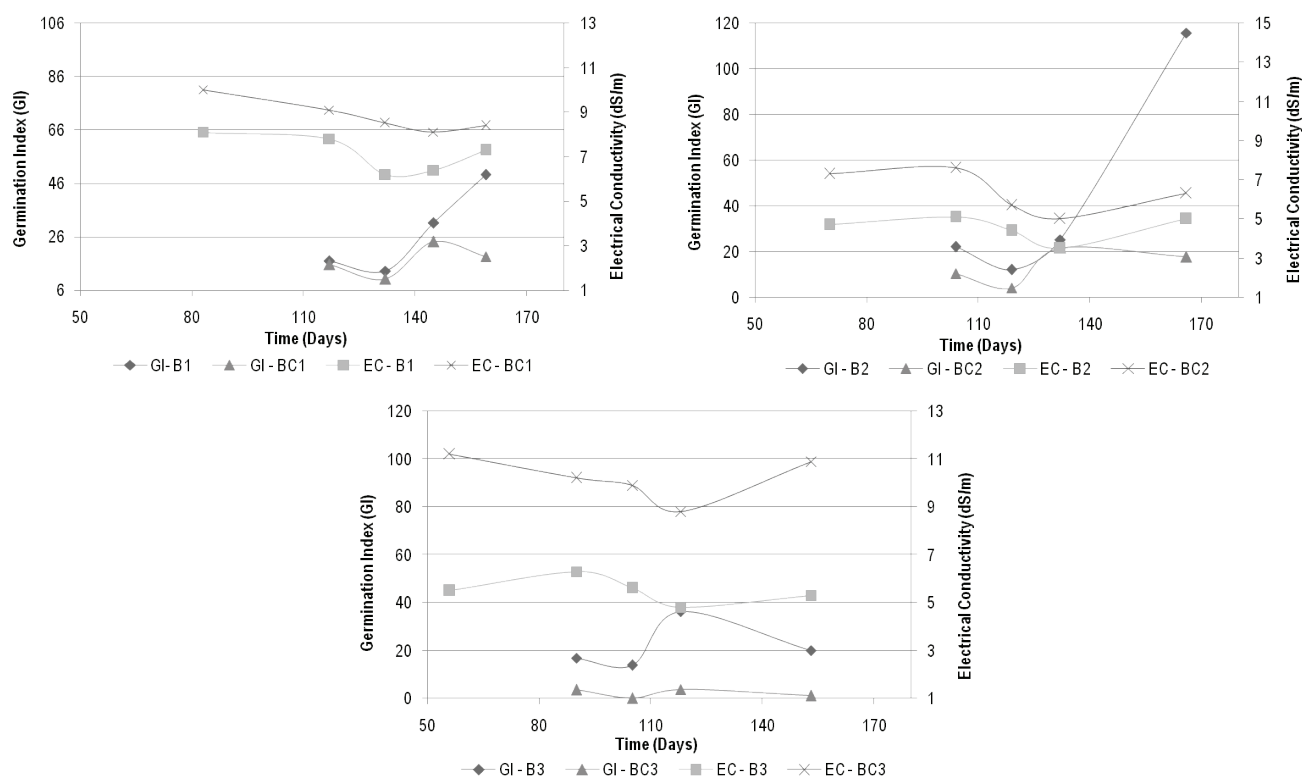 106
86
66
46
26
6
Germination Index (GI)
13
11
9
7
5
3
1
Electrical Conductivity (dS/m)
50 80 110 140 170
Time (Days)
GI- B1 GI - BC1 EC - B1 EC - BC1
120
100
80
60
40
20
0
Germination Index (GI)
15
13
11
9
7
5
3
1
Electrical Conductivity (dS/m)
50 80 110 140 170
Time (Days)
GI - B2 GI - BC2 EC - B2 EC - BC2
120
100
80
60
40
20
0
Germination Index (GI)
13
11
9
7
5
3
1
Electrical Conductivity (dS/m)
50 80 110 140 170
Time (Days)
GI - B3 GI - BC3 EC - B3 EC - BC3